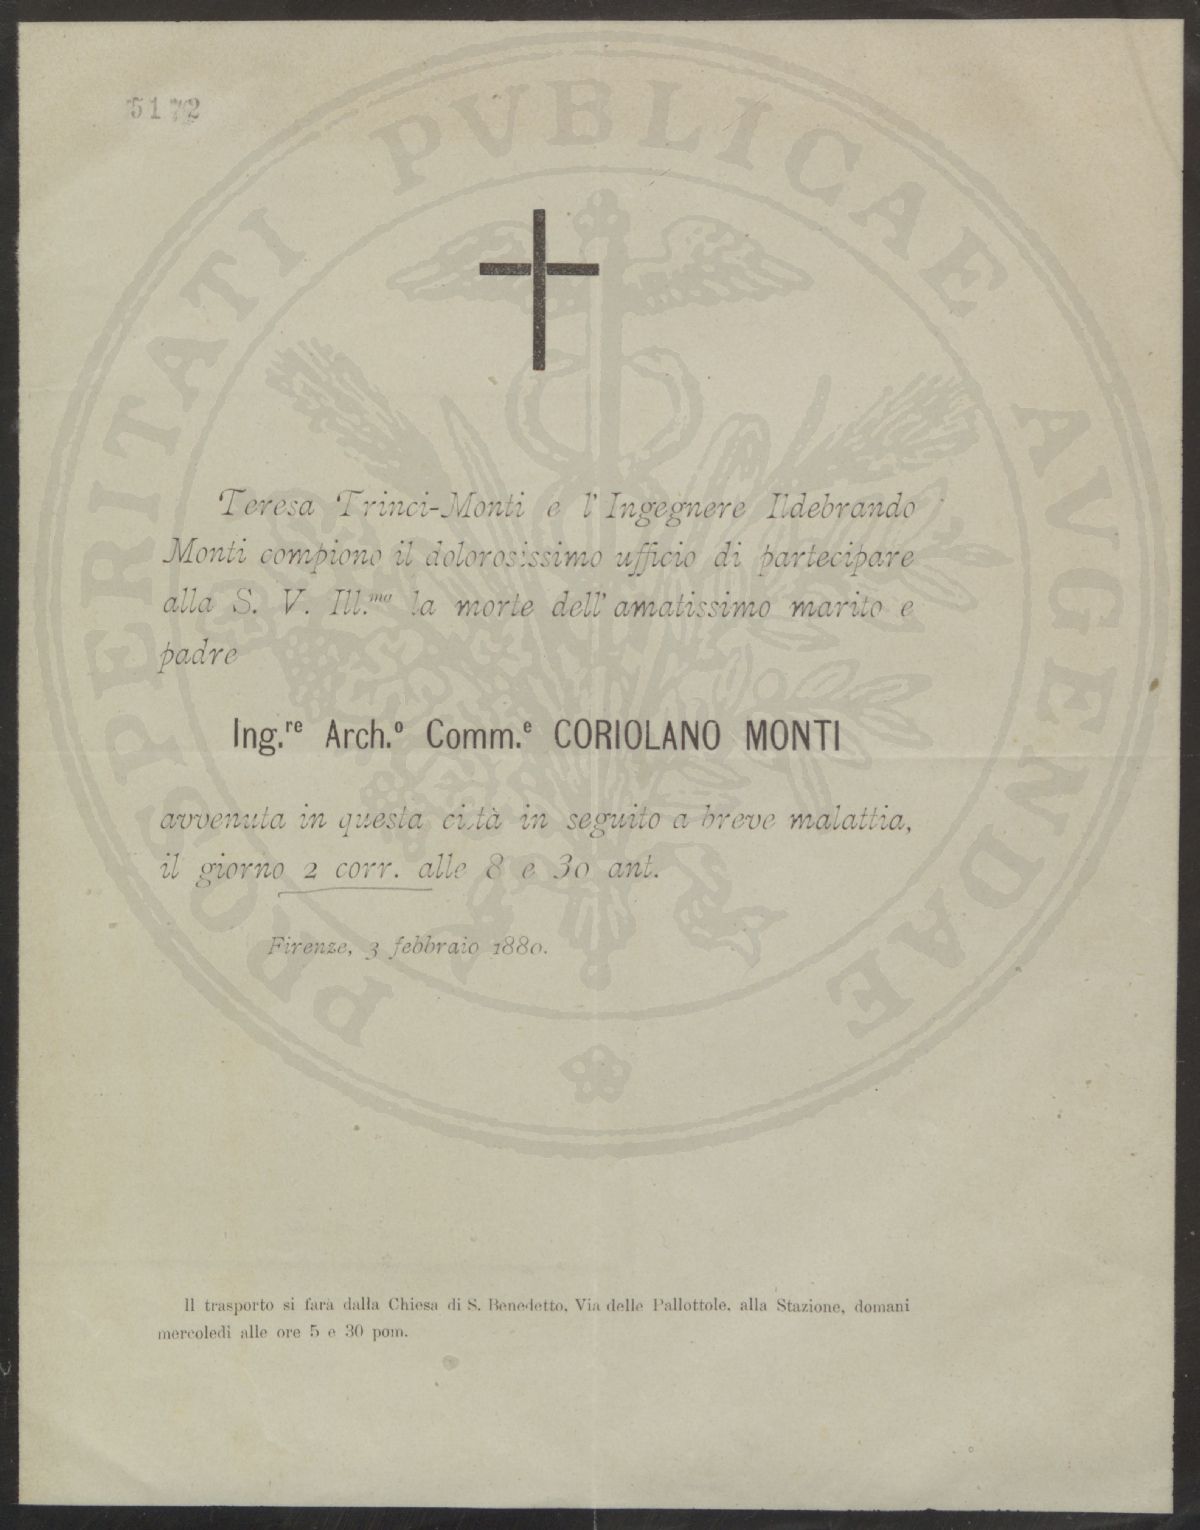 5172
PROSPERITATI PVBLICAE AVGENDAE
Teresa Trinci-Monti e l' Ingegnere Ildebrando
Monti compiono il dolorosissimo ufficio di partecipare
alla S. V. Ill.ma la morte dell' amatissimo marito e
padre
Ing.re Arch.o Comm.e CORIOLANO MONTI
avvenuta in questa città in seguito a breve malattia,
il giorno 2 corr. alle 8 e 30 ant.
Firenze, 3 febbraio 1880.
Il trasporto si farà dalla Chiesa di S. Benedetto, Via delle Pallottole, alla Stazione, domani
mercoledì alle ore 5 e 30 pom.